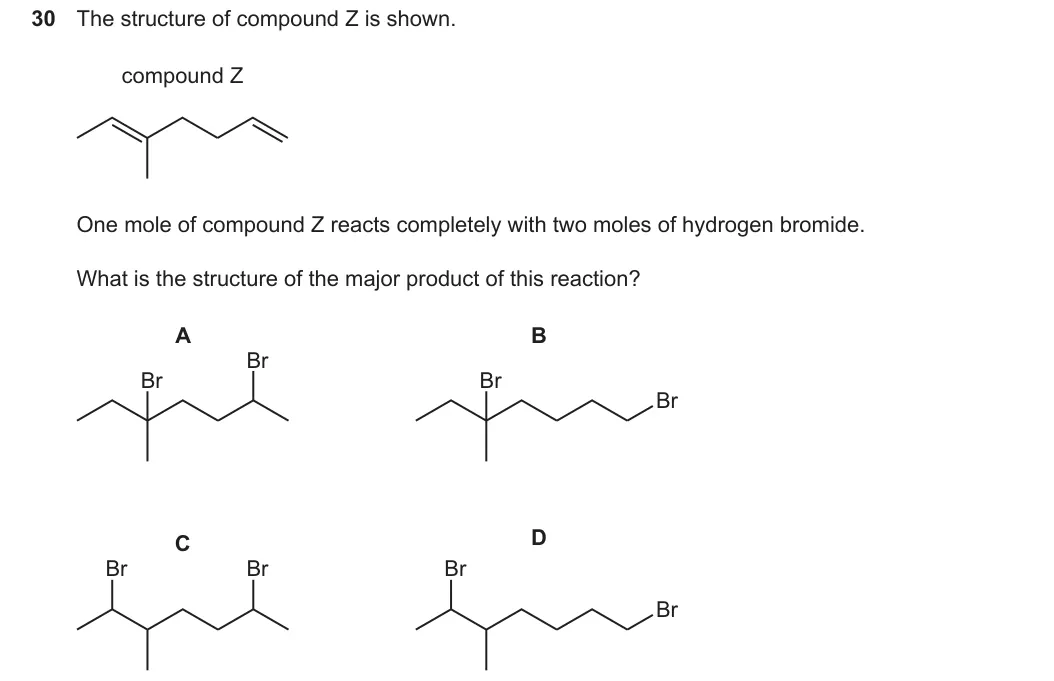 30 The structure of compound Z is shown.
compound Z
One mole of compound Z reacts completely with two moles of hydrogen bromide.
What is the structure of the major product of this reaction?
A
B
Br
Br
Br
Br
C
D
Br
Br
Br
Br